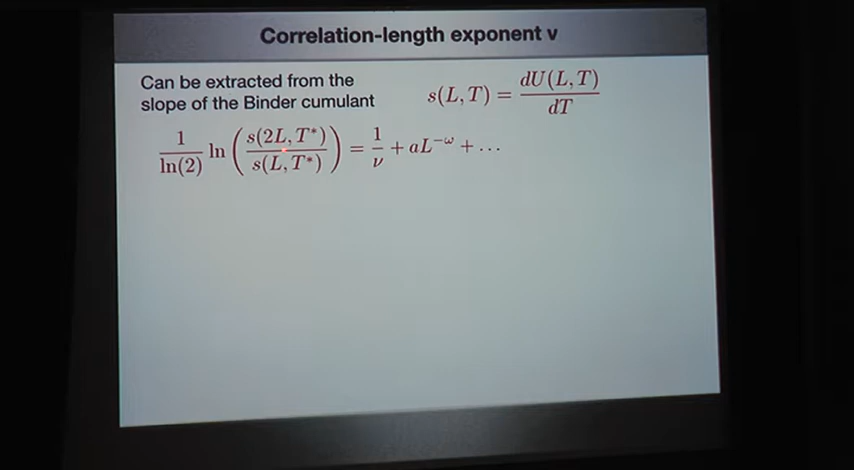 Correlation-length exponent ν
Can be extracted from the
slope of the Binder cumulant
s(L, T) = dU(L, T) / dT
1 / ln(2) ln ( s(2L, T*) / s(L, T*) ) = 1 / ν + aL^{-ω} + ...